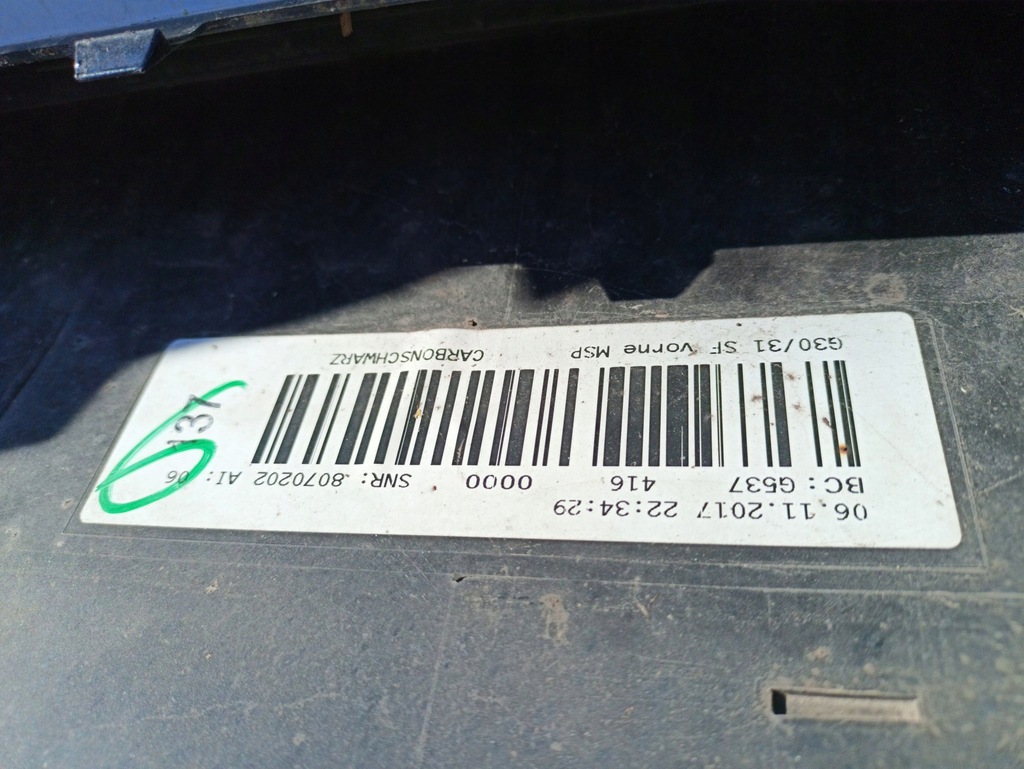 06.11.2017 22:34:29
BC: G537 416 0000 SNR: 8070202 AI: 06
G30/31 SF Vorne MSP CARBONSCHWARZ